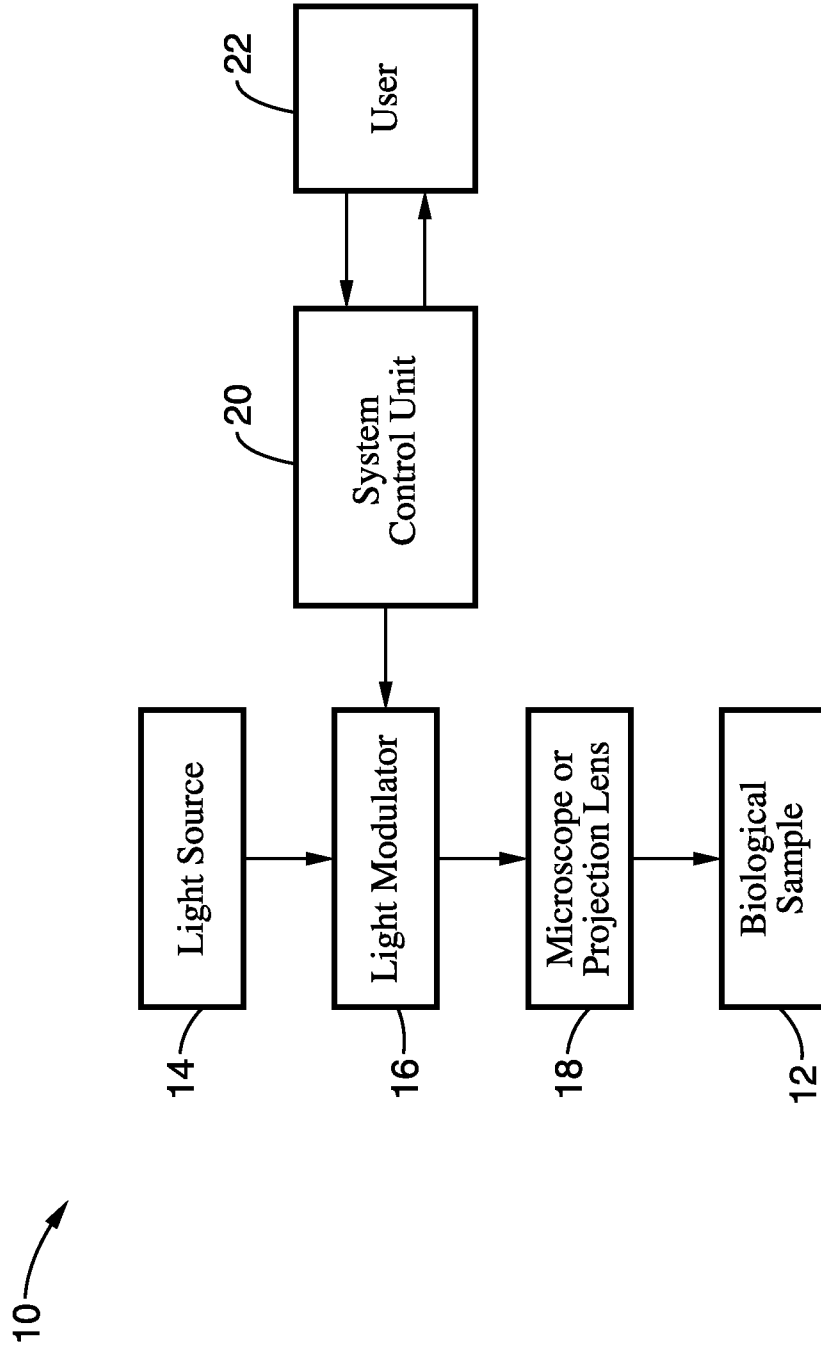 10
14
Light Source
16
Light Modulator
18
Microscope or
Projection Lens
12
Biological
Sample
20
System
Control Unit
22
User